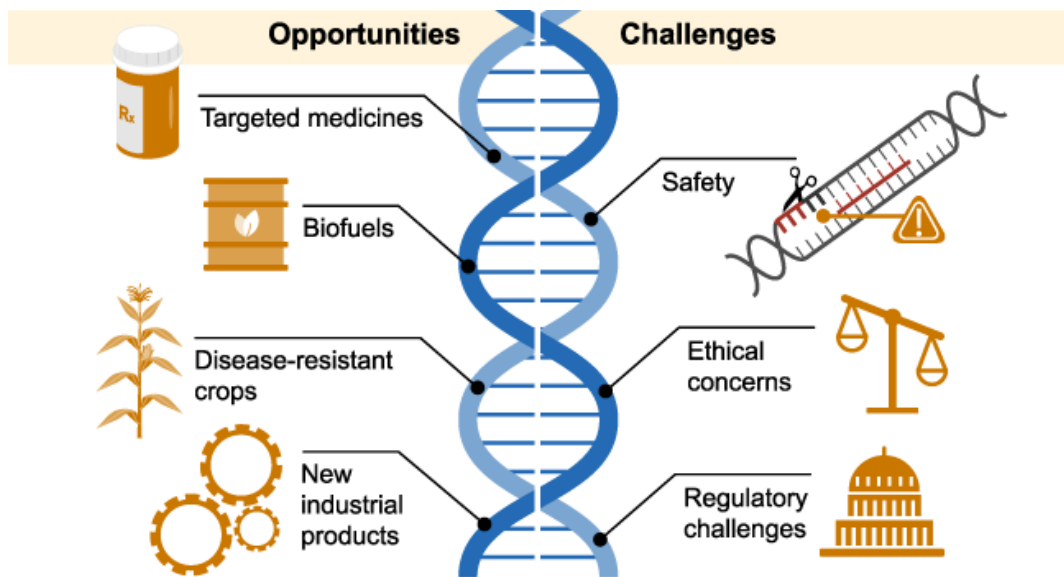 Opportunities
Challenges
Rx
Targeted medicines
Biofuels
Disease-resistant
crops
New
industrial
products
Safety
Ethical
concerns
Regulatory
challenges